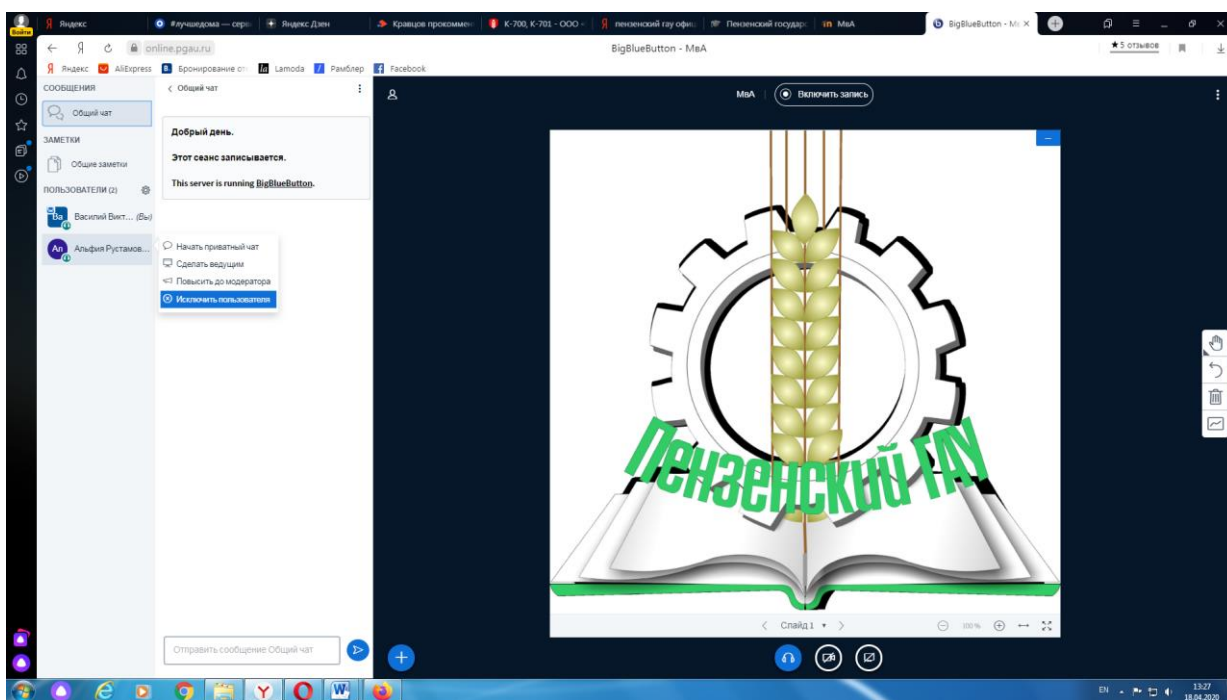 Войти
Яндекс
#лучшедома — серв
Яндекс Дзен
Кравцов прокоммен
К-700, К-701 - ООО
пензенский гау офиц
Пензенский государс
МвА
BigBlueButton - Мв
online.pgau.ru
BigBlueButton - МвА
★5 отзывов
Яндекс
AliExpress
Бронирование от
Lamoda
Рамблер
Facebook
СООБЩЕНИЯ
Общий чат
ЗАМЕТКИ
Общие заметки
ПОЛЬЗОВАТЕЛИ (2)
Ва
Василий Викт... (Вы)
Ал
Альфия Рустамов...
Общий чат
Добрый день.
Этот сеанс записывается.
This server is running BigBlueButton.
Начать приватный чат
Сделать ведущим
Повысить до модератора
Исключить пользователя
Отправить сообщение Общий чат
МвА
Включить запись
Пензенский ГАУ
Слайд 1
100%
EN
13:27
18.04.2020